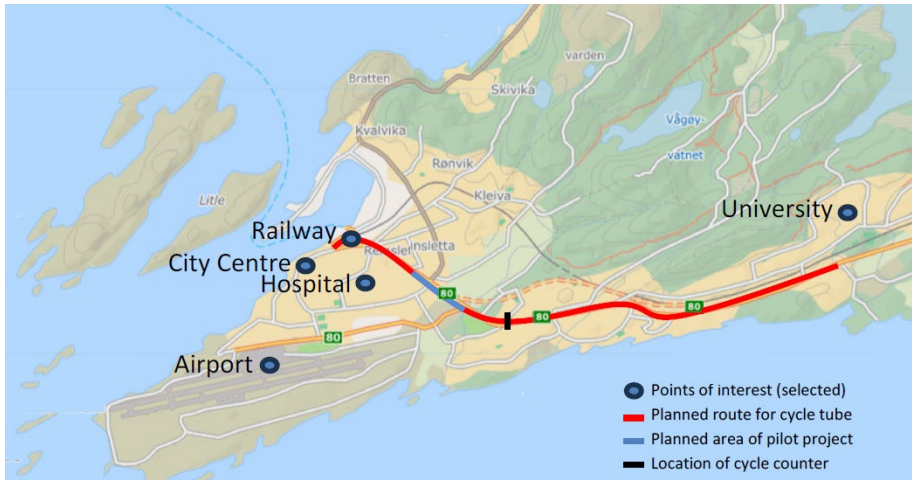 Bratten
varden
Skivika
Kvalvika
Vågøy-
vatnet
Rønvik
Litle
Kleiva
University
Railway
City Centre
Hospital
80
80
80
80
Airport
Points of interest (selected)
Planned route for cycle tube
Planned area of pilot project
Location of cycle counter